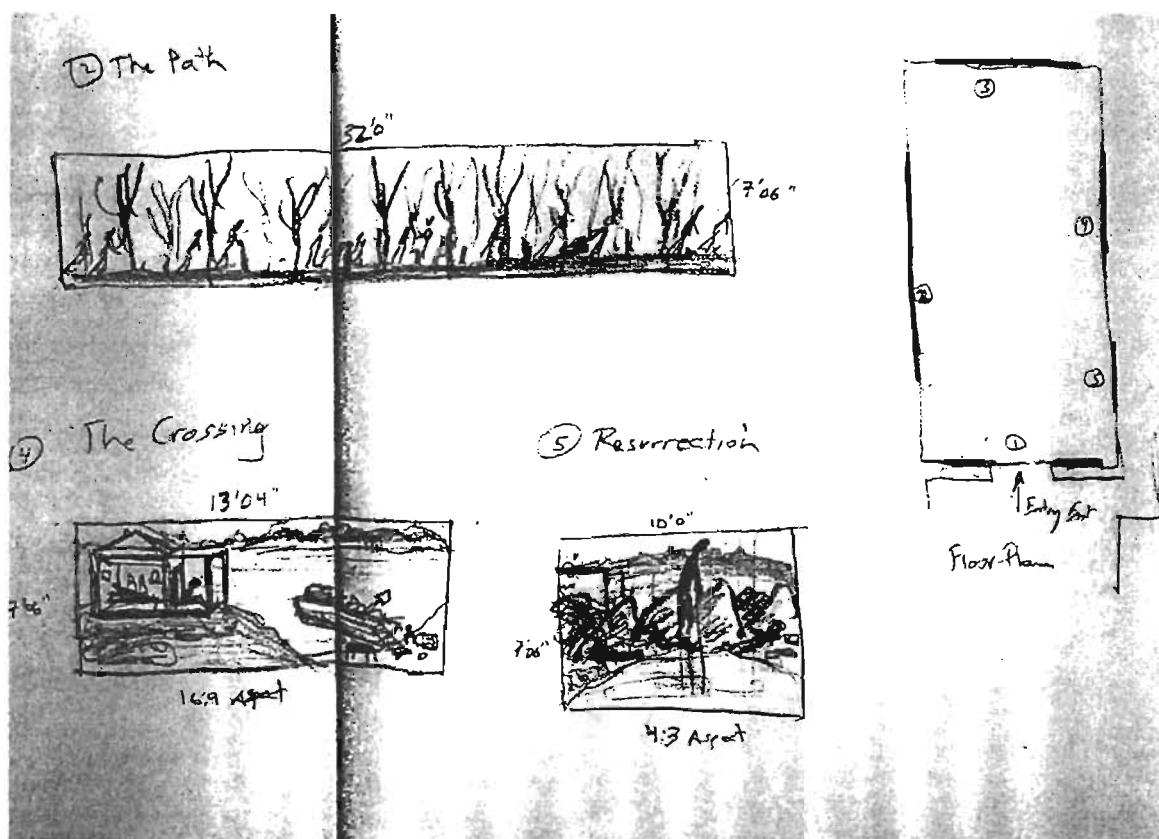 ② The Path
32'0"
7'06"
③
④
②
⑤
①
Entry Exit
Floor-Plan
④ The Crossing
13'04"
7'06"
16:9 Aspect
⑤ Resurrection
10'0"
7'06"
4:3 Aspect